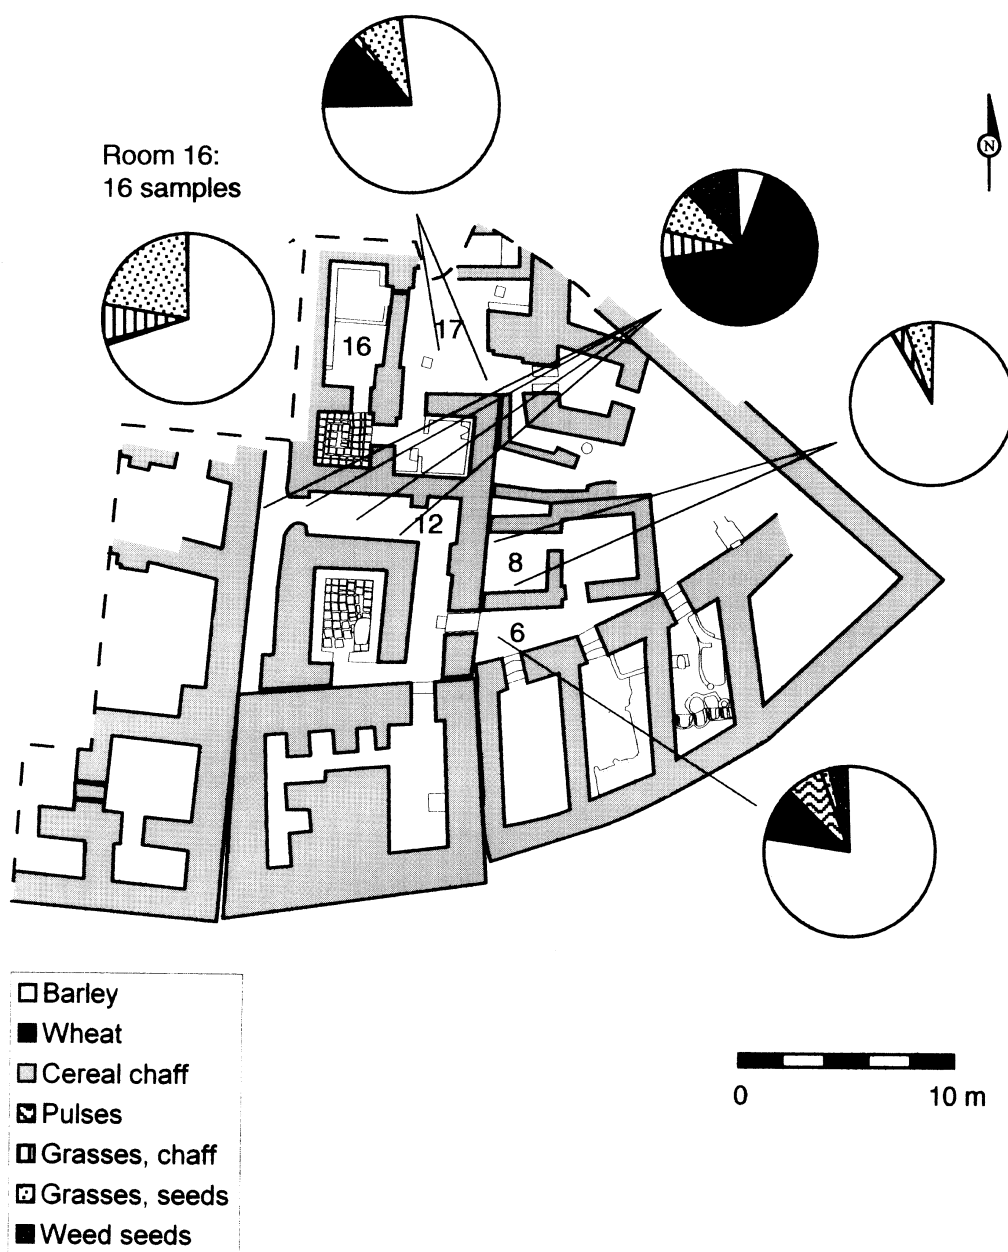 Room 16:
16 samples
N
17
16
12
8
6
Barley
Wheat
Cereal chaff
Pulses
Grasses, chaff
Grasses, seeds
Weed seeds
0 10 m